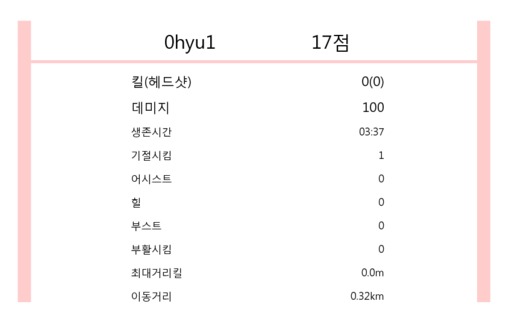 0hyu1 17점
킬(헤드샷) 0(0)
데미지 100
생존시간 03:37
기절시킴 1
어시스트 0
힐 0
부스트 0
부활시킴 0
최대거리킬 0.0m
이동거리 0.32km